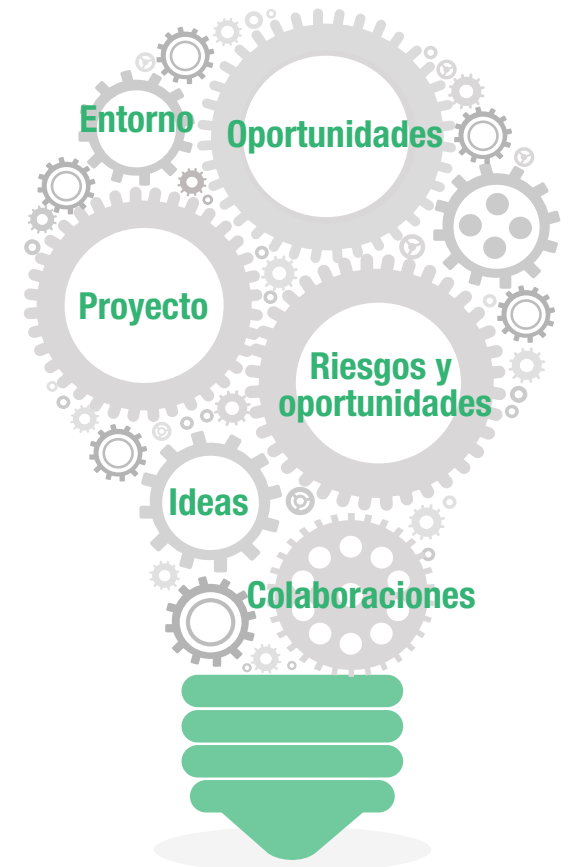 Entorno
Oportunidades
Proyecto
Riesgos y
oportunidades
Ideas
Colaboraciones